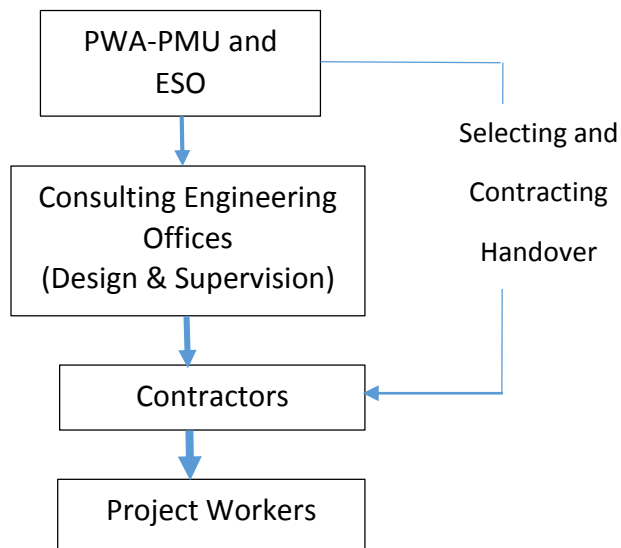 PWA-PMU and
ESO
Selecting and
Contracting
Handover
Consulting Engineering
Offices
(Design & Supervision)
Contractors
Project Workers